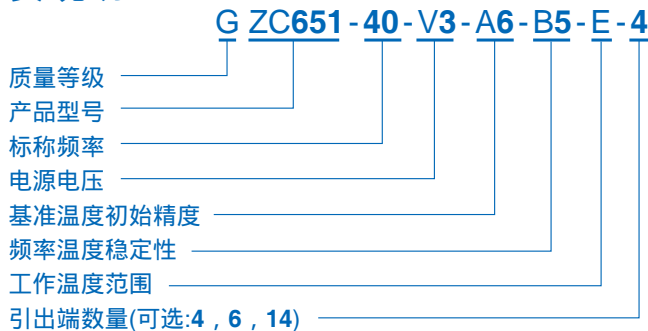 G ZC651-40-V3-A6-B5-E-4
质量等级
产品型号
标称频率
电源电压
基准温度初始精度
频率温度稳定性
工作温度范围
引出端数量(可选:4，6，14)